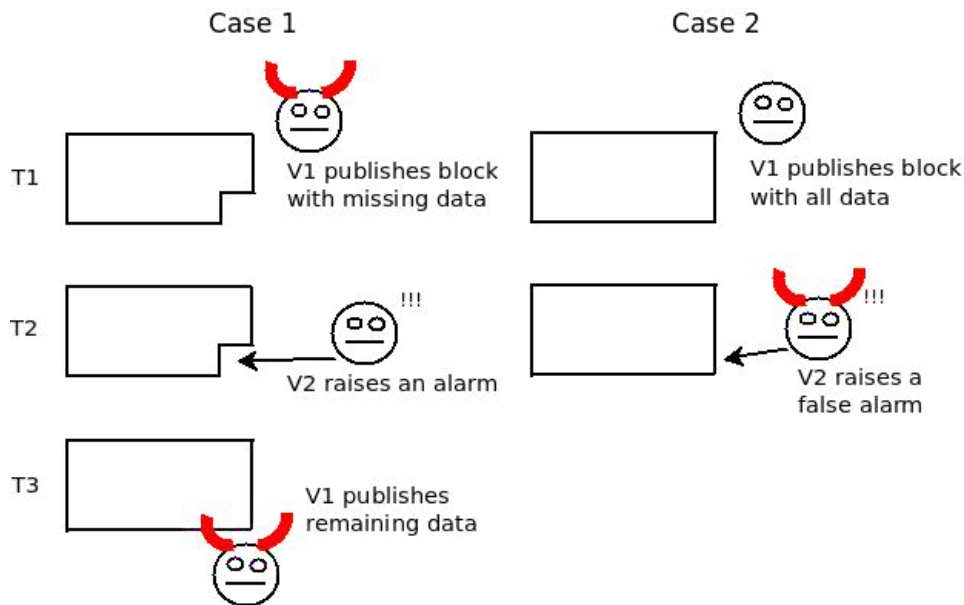 Case 1
Case 2
T1
V1 publishes block
with missing data
V1 publishes block
with all data
T2
!!!
V2 raises an alarm
!!!
V2 raises a
false alarm
T3
V1 publishes
remaining data